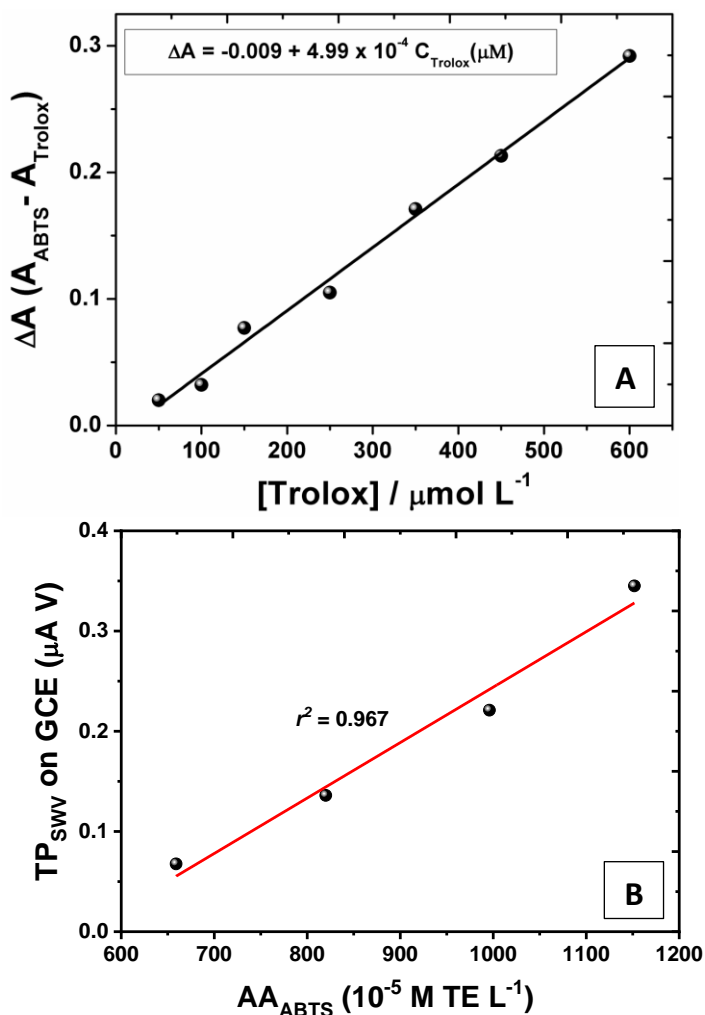 ΔA = -0.009 + 4.99 x 10⁻⁴ C_Trolox(μM)
ΔA (A_ABTS- A_Trolox)
0.3
0.2
0.1
0.0
A
0 100 200 300 400 500 600
[Trolox] / μmol L⁻¹
TP_SWV on GCE (μA V)
0.4
0.3
0.2
0.1
0.0
r² = 0.967
B
600 700 800 900 1000 1100 1200
AA_ABTS (10⁻⁵ M TE L⁻¹)